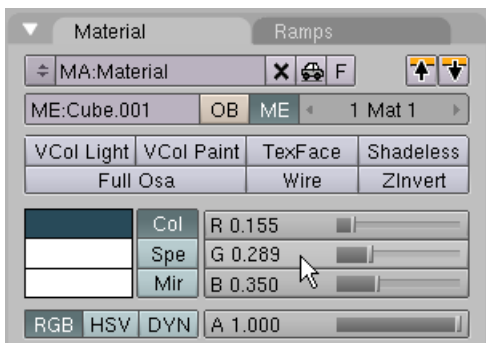 Material Ramps
MA:Material F
ME:Cube.001 OB ME 1 Mat 1
VCol Light VCol Paint TexFace Shadeless
Full Osa Wire ZInvert
Col R 0.155
Spe G 0.289
Mir B 0.350
RGB HSV DYN A 1.000